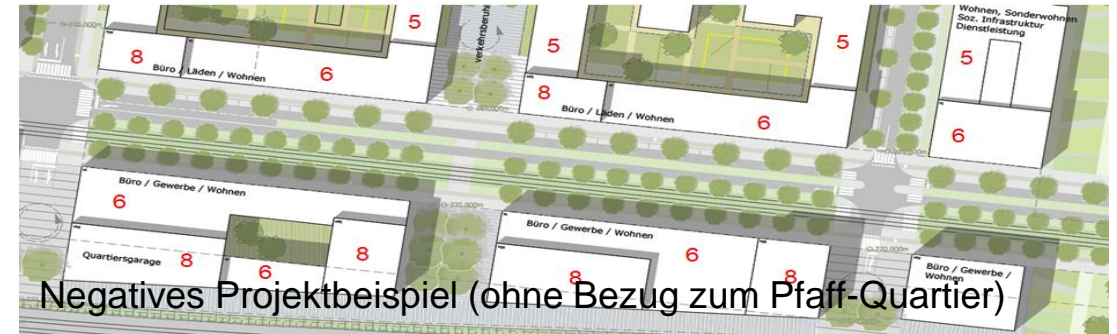 Wohnen, Sonderwohnen
Soz. Infrastruktur
Dienstleistung
5
5
5
5
verkehrsberuh
8
Büro / Läden / Wohnen
6
8
Büro / Läden / Wohnen
6
6
Büro / Gewerbe / Wohnen
6
Büro / Gewerbe / Wohnen
6
Quartiersgarage
8
6
8
8
8
Büro / Gewerbe /
Wohnen
Negatives Projektbeispiel (ohne Bezug zum Pfaff-Quartier)